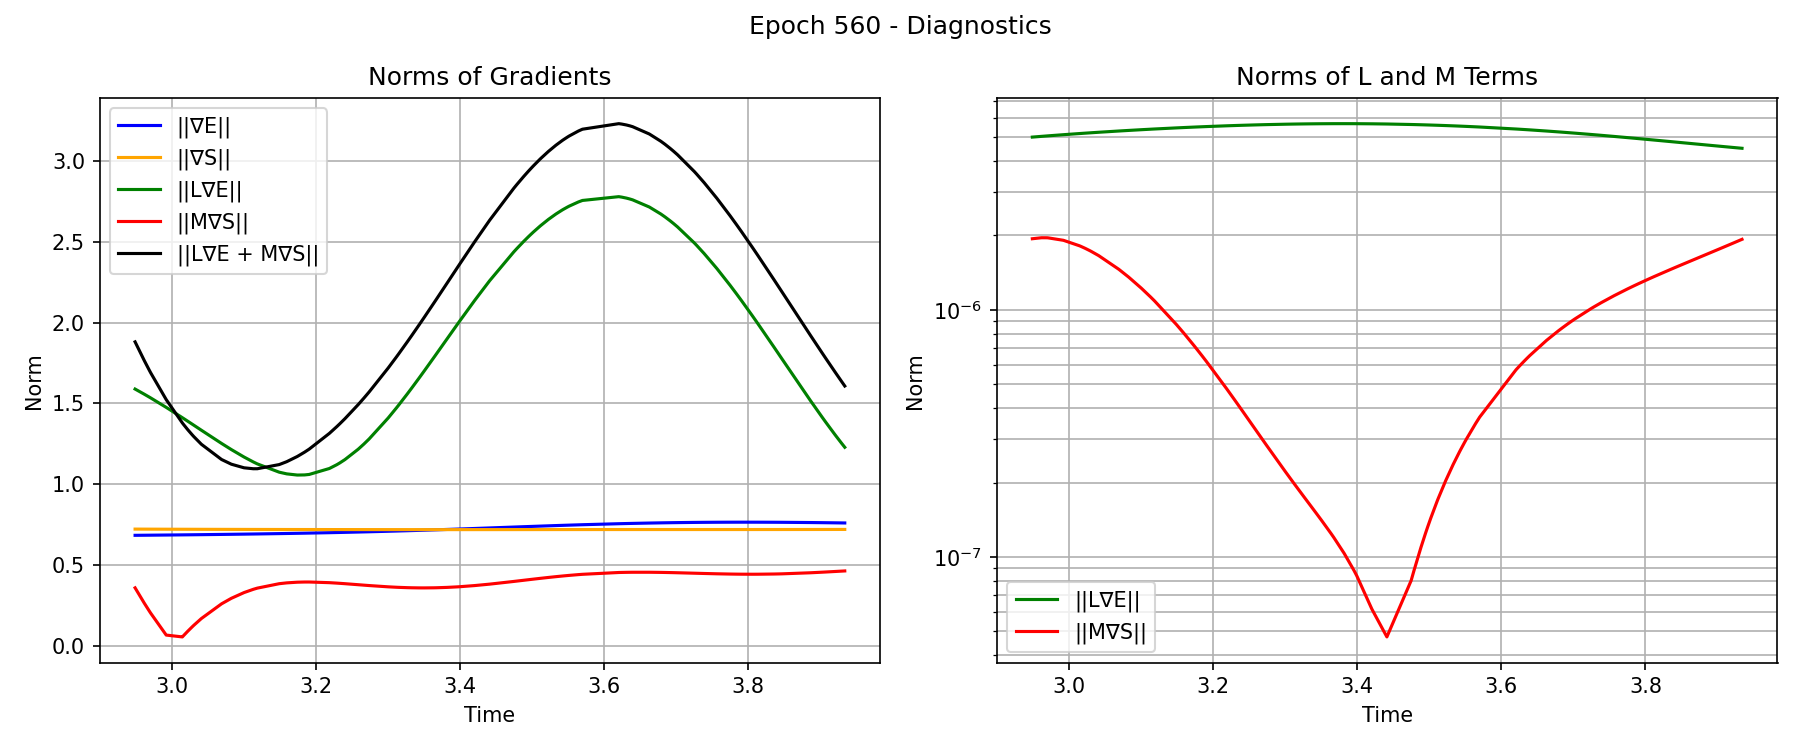 Epoch 560 - Diagnostics
Norms of Gradients
Norm
3.0
2.5
2.0
1.5
1.0
0.5
0.0
||∇E||
||∇S||
||L∇E||
||M∇S||
||L∇E + M∇S||
3.0 3.2 3.4 3.6 3.8
Time
Norms of L and M Terms
Norm
10⁻⁶
10⁻⁷
||L∇E||
||M∇S||
3.0 3.2 3.4 3.6 3.8
Time